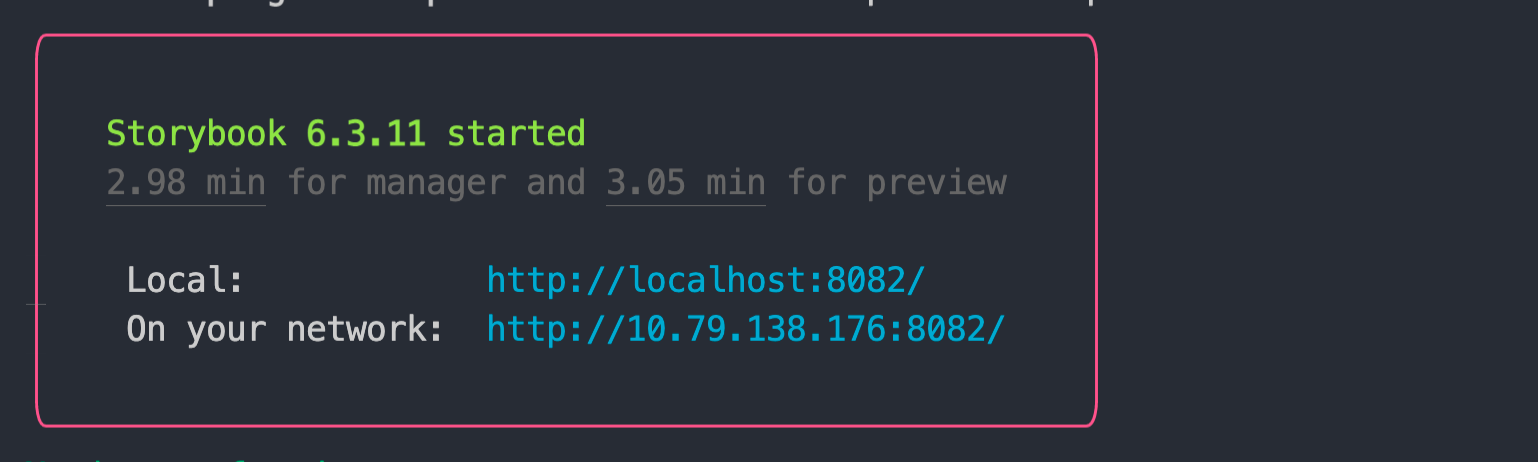 Storybook 6.3.11 started
2.98 min for manager and 3.05 min for preview
Local: http://localhost:8082/
On your network: http://10.79.138.176:8082/